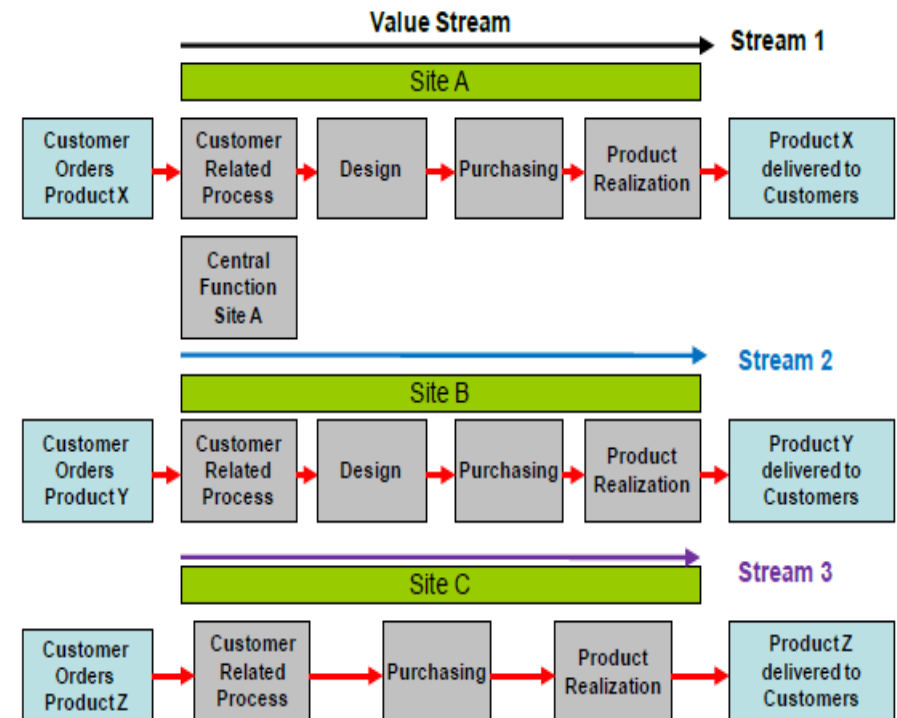 Value Stream
Stream 1
Site A
Customer
Orders
Product X
Customer
Related
Process
Design
Purchasing
Product
Realization
Product X
delivered to
Customers
Central
Function
Site A
Stream 2
Site B
Customer
Orders
Product Y
Customer
Related
Process
Design
Purchasing
Product
Realization
Product Y
delivered to
Customers
Stream 3
Site C
Customer
Orders
Product Z
Customer
Related
Process
Purchasing
Product
Realization
Product Z
delivered to
Customers